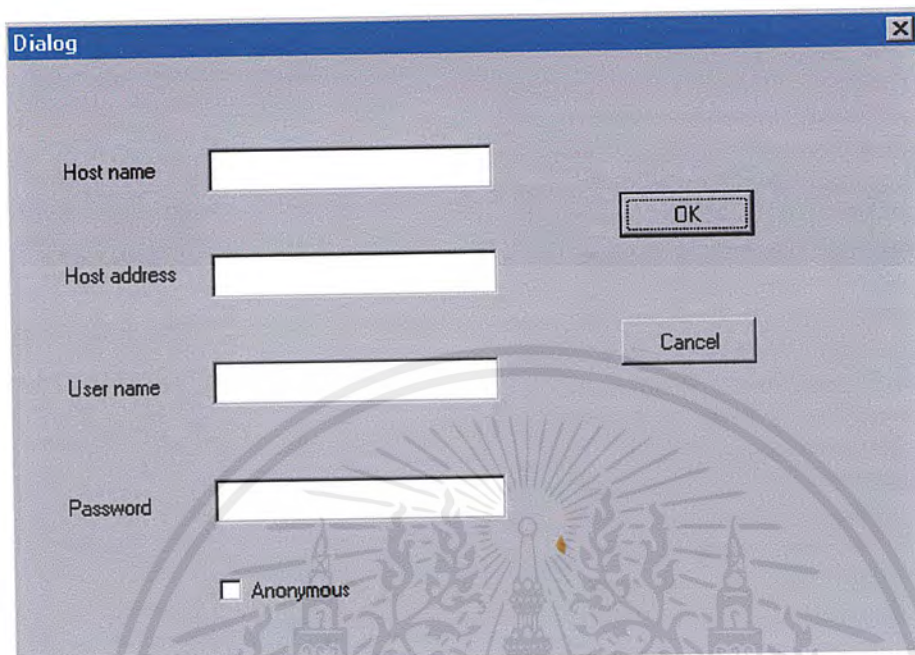 Dialog
Host name
OK
Host address
Cancel
User name
Password
Anonymous